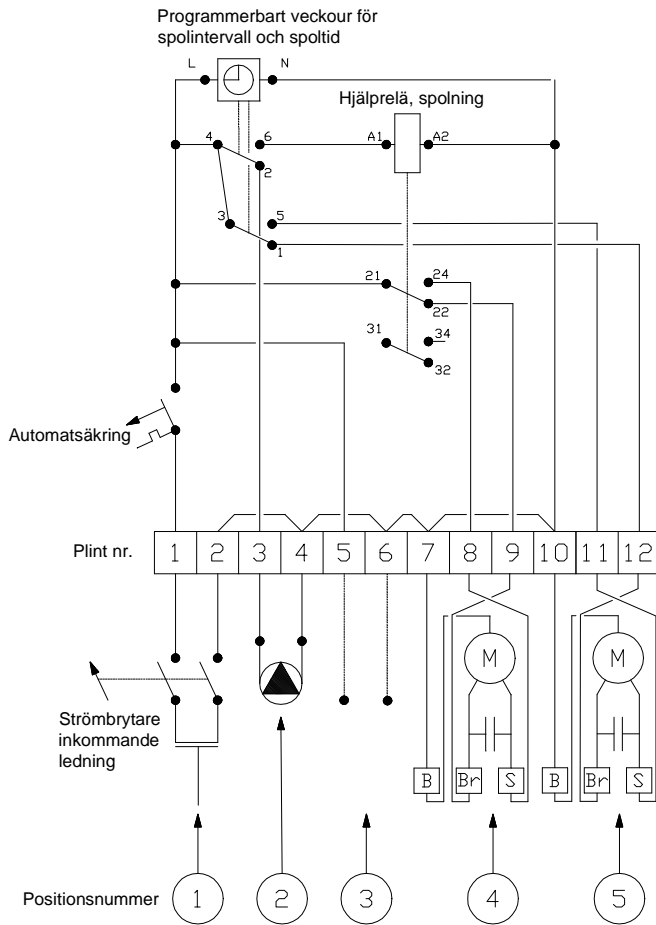 Programmerbart veckour för
spolintervall och spoltid
L N
Hjälprelä, spolning
4 6 A1 A2
2
3 5
1
21 24
22
31 34
32
Automatsäkring
Plint nr. 1 2 3 4 5 6 7 8 9 10 11 12
M M
Strömbrytare
inkommande
ledning
B Br S B Br S
Positionsnummer 1 2 3 4 5